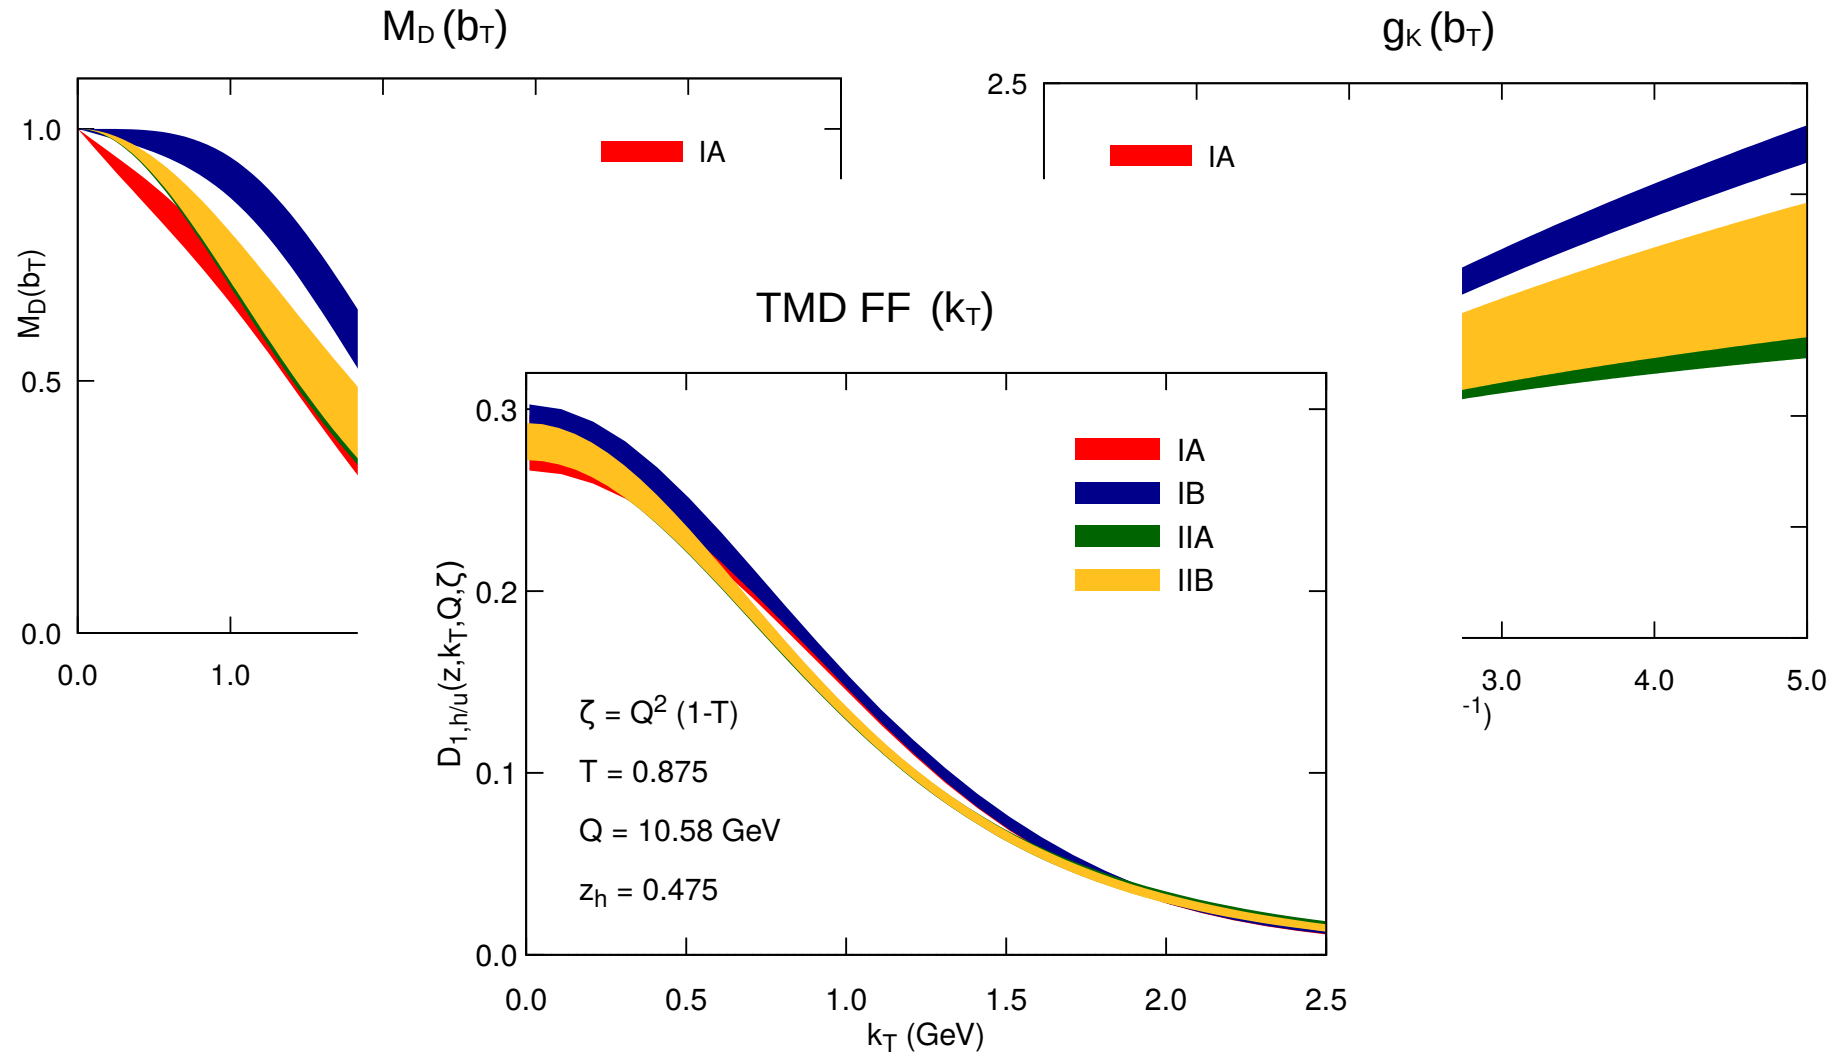 M_D (b_T)
g_K (b_T)
2.5
1.0
IA
IA
M_D(b_T)
TMD FF (k_T)
0.5
0.3
IA
IB
IIA
IIB
0.2
0.0
0.0
1.0
3.0
4.0
5.0
-1)
D_1,h/u(z,k_T,Q,ζ)
ζ = Q^2 (1-T)
T = 0.875
0.1
Q = 10.58 GeV
z_h = 0.475
0.0
0.0
0.5
1.0
1.5
2.0
2.5
k_T (GeV)